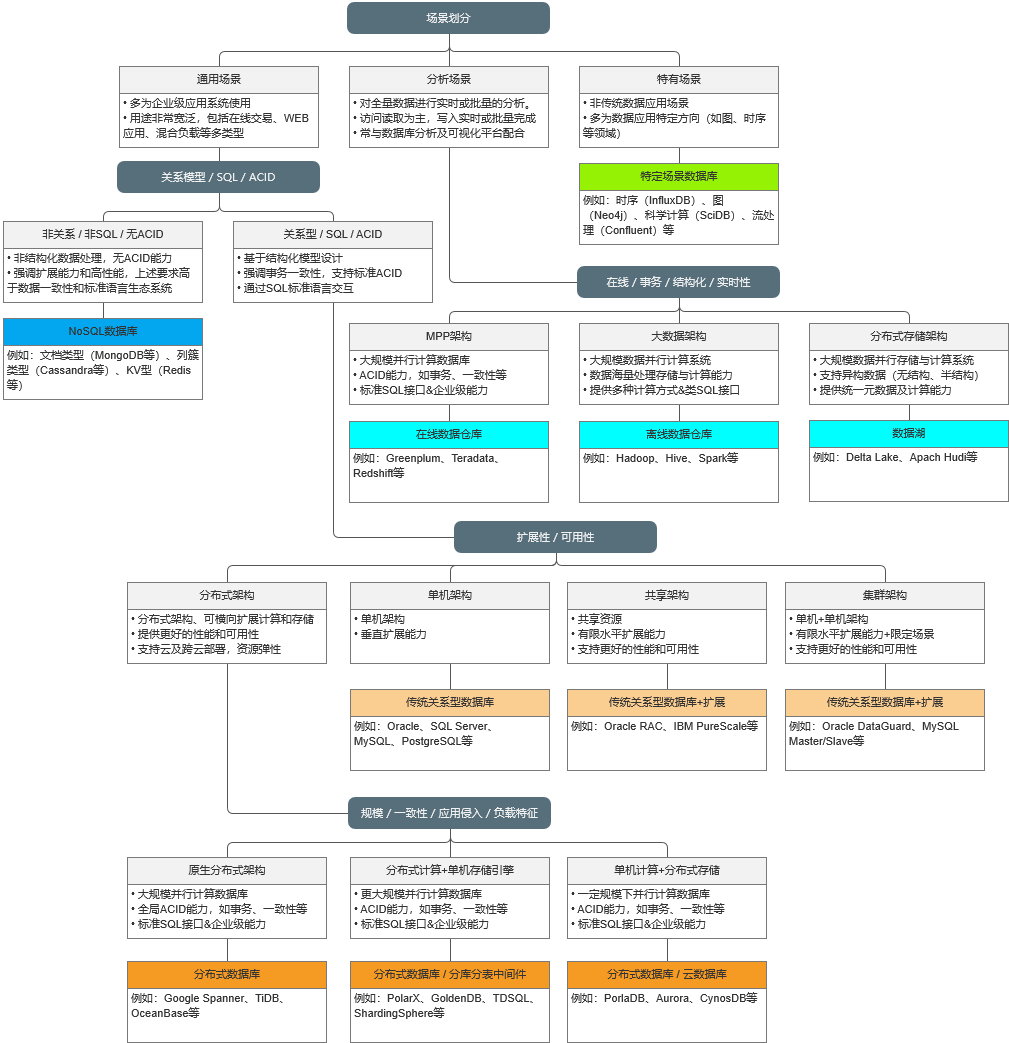 场景划分
通用场景
• 多为企业级应用系统使用
• 用途非常宽泛，包括在线交易、WEB
应用、混合负载等多类型
分析场景
• 对全量数据进行实时或批量的分析。
• 访问读取为主，写入实时或批量完成
• 常与数据库分析及可视化平台配合
特有场景
• 非传统数据应用场景
• 多为数据应用特定方向（如图、时序
等领域）
关系模型 / SQL / ACID
特定场景数据库
例如：时序（InfluxDB）、图
（Neo4j）、科学计算（SciDB）、流处
理（Confluent）等
非关系 / 非SQL / 无ACID
• 非结构化数据处理，无ACID能力
• 强调扩展能力和高性能，上述要求高
于数据一致性和标准语言生态系统
关系型 / SQL / ACID
• 基于结构化模型设计
• 强调事务一致性，支持标准ACID
• 通过SQL标准语言交互
在线 / 事务 / 结构化 / 实时性
NoSQL数据库
例如：文档类型（MongoDB等）、列簇
类型（Cassandra等）、KV型（Redis
等）
MPP架构
• 大规模并行计算数据库
• ACID能力，如事务、一致性等
• 标准SQL接口&企业级能力
大数据架构
• 大规模数据并行计算系统
• 数据海量处理存储与计算能力
• 提供多种计算方式&类SQL接口
分布式存储架构
• 大规模数据并行存储与计算系统
• 支持异构数据（无结构、半结构）
• 提供统一元数据及计算能力
在线数据仓库
例如：Greenplum、Teradata、
Redshift等
离线数据仓库
例如：Hadoop、Hive、Spark等
数据湖
例如：Delta Lake、Apach Hudi等
扩展性 / 可用性
分布式架构
• 分布式架构、可横向扩展计算和存储
• 提供更好的性能和可用性
• 支持云及跨云部署，资源弹性
单机架构
• 单机架构
• 垂直扩展能力
共享架构
• 共享资源
• 有限水平扩展能力
• 支持更好的性能和可用性
集群架构
• 单机+单机架构
• 有限水平扩展能力+限定场景
• 支持更好的性能和可用性
传统关系型数据库
例如：Oracle、SQL Server、
MySQL、PostgreSQL等
传统关系型数据库+扩展
例如：Oracle RAC、IBM PureScale等
传统关系型数据库+扩展
例如：Oracle DataGuard、MySQL
Master/Slave等
规模 / 一致性 / 应用侵入 / 负载特征
原生分布式架构
• 大规模并行计算数据库
• 全局ACID能力，如事务、一致性等
• 标准SQL接口&企业级能力
分布式计算+单机存储引擎
• 更大规模并行计算数据库
• ACID能力，如事务、一致性等
• 标准SQL接口&企业级能力
单机计算+分布式存储
• 一定规模下并行计算数据库
• ACID能力，如事务、一致性等
• 标准SQL接口&企业级能力
分布式数据库
例如：Google Spanner、TiDB、
OceanBase等
分布式数据库 / 分库分表中间件
例如：PolarX、GoldenDB、TDSQL、
ShardingSphere等
分布式数据库 / 云数据库
例如：PorlaDB、Aurora、CynosDB等